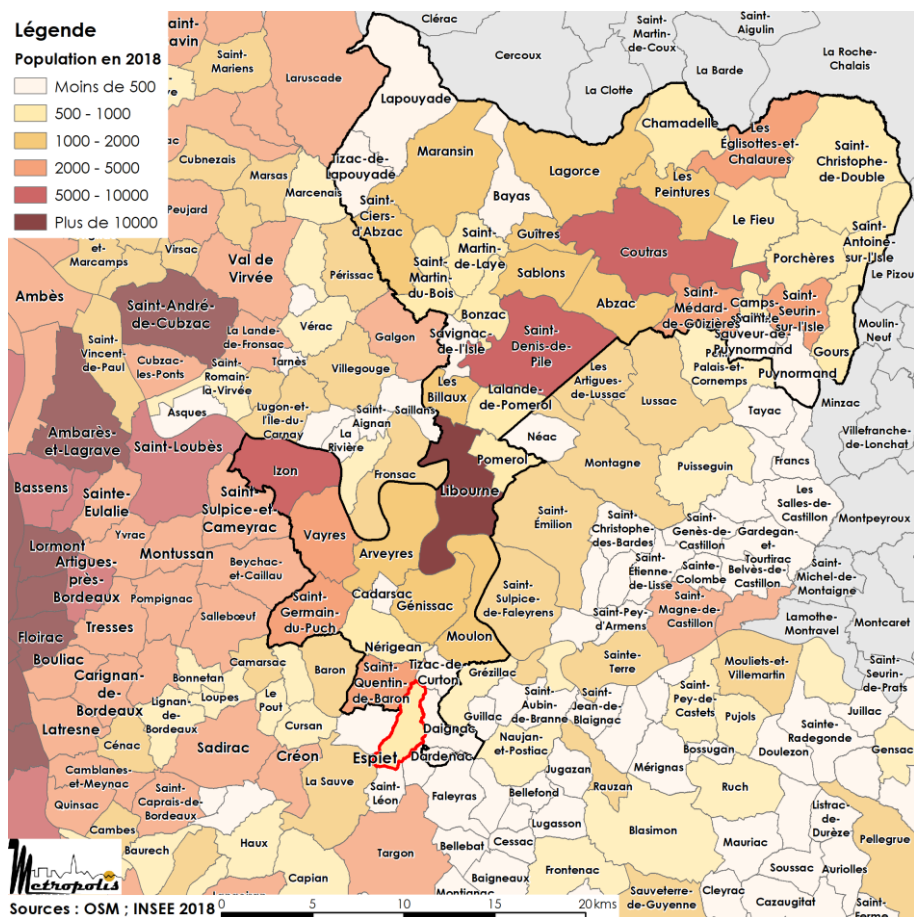 Légende
Population en 2018
Moins de 500
500 - 1000
1000 - 2000
2000 - 5000
5000 - 10000
Plus de 10000
Clérac
Saint-
Martin-
de-Coux
Saint-
Aigulin
Cercoux
La Barde
La Roche-
Chalais
La Clotte
Saint-
Mariens
Laruscade
Lapouyade
Chamadelle
Les
Églisottes-et-
Chalaures
Saint-
Christophe-
de-Double
Maransin
Tizac-de-
Lapouyade
Cubnezais
Marsas
Marcenais
Lagorce
Bayas
Les
Peintures
Le Fieu
Peujard
Saint-
Ciers-
d'Abzac
Guîtres
Coutras
Saint-
Antoine-
sur-l'Isle
et-
Marcamps
Virsac
Val de
Virvée
Saint-
Martin-
de-Laye
Porchères
Le Pizou
Périssac
Saint-
Martin-
du-Bois
Sablons
Abzac
Ambès
Saint-André-
de-Cubzac
Saint-
Médard-
de-Guizières
Camps-
Saint-
Seurin-
sur-l'Isle
Vérac
Bonzac
Sauveur-de-
Puynormand
Moulin-
Neuf
La Lande-
de-Fronsac
Galgon
Savignac-
de-l'Isle
Saint-
Denis-de-
Pile
Gours
Saint-
Vincent-
de-Paul
Cubzac-
les-Ponts
Tarnès
Villegouge
Palais-et-
Cornemps
Puynormand
Saint-
Romain-
la-Virvée
Les
Billaux
Les
Artigues-
de-Lussac
Lussac
Minzac
Asques
Lugon-et-
l'Île-du-
Carnay
Saint-
Aignan
Saillans
Lalande-
de-Pomerol
Tayac
Ambarès-
et-Lagrave
Saint-Loubès
La
Rivière
Néac
Villefranche-
de-Lonchat
Izon
Fronsac
Pomerol
Montagne
Puisseguin
Francs
Bassens
Sainte-
Eulalie
Saint-
Sulpice-et-
Cameyrac
Libourne
Les
Salles-de-
Castillon
Yvrac
Vayres
Saint-
Émilion
Saint-
Christophe-
des-Bardes
Saint-
Genès-de-
Castillon
Gardegan-
et-
Tourtirac
Montpeyroux
Lormont
Artigues-
près-
Bordeaux
Montussan
Beychac-
et-Caillau
Arveyres
Saint-
Étienne-
de-Lisse
Sainte-
Colombe
Belvès-de-
Castillon
Saint-
Michel-de-
Montaigne
Pompignac
Cadarsac
Génissac
Saint-
Sulpice-
de-Faleyrens
Saint-
Magne-de-
Castillon
Floirac
Tresses
Sallebœuf
Saint-
Germain-
du-Puch
Saint-Pey-
d'Armens
Lamothe-
Montravel
Montcaret
Bouliac
Nérigean
Moulon
Camarsac
Baron
Saint-
Quentin-
de-Baron
Tizac-de-
Curton
Grézillac
Sainte-
Terre
Mouliets-et-
Villemartin
Saint-
Seurin-
de-Prats
Carignan-
de-
Bordeaux
Bonnetan
Lignan-
de-
Bordeaux
Loupes
Le
Pout
Saint-
Aubin-
de-Branne
Saint-
Jean-de-
Blaignac
Saint-
Pey-de-
Castets
Juillac
Cursan
Guillac
Pujols
Sainte-
Radegonde
Latresne
Cénac
Sadirac
Créon
Espiet
Daignac
Naujan-
et-Postiac
Bossugan
Doulezon
Gensac
Dardenac
Mérignas
Camblanes-
et-Meynac
La Sauve
Saint-
Léon
Jugazan
Rauzan
Ruch
Quinsac
Saint-
Caprais-de-
Bordeaux
Faleyras
Bellefond
Listrac-
de-
Durèze
Lugasson
Blasimon
Cambes
Bellebat
Cessac
Mauriac
Pellegrue
Baurech
Haux
Targon
Baigneaux
Frontenac
Soussac
Auriolles
Capian
Montignac
Sauveterre-
de-Guyenne
Cleyrac
Cazaugitat
Saint-
Ferme
Metropolis
Sources : OSM ; INSEE 2018
0 5 10 15 20 kms